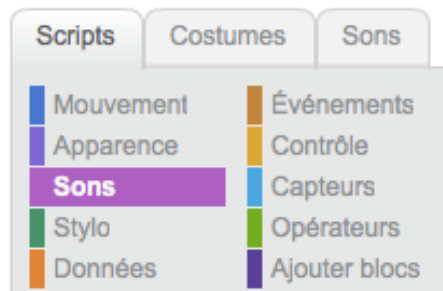 Scripts Costumes Sons
Mouvement Événements
Apparence Contrôle
Sons Capteurs
Stylo Opérateurs
Données Ajouter blocs